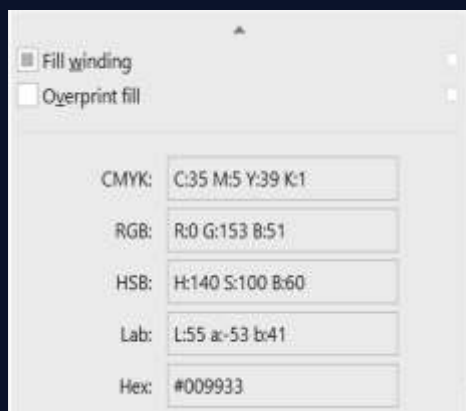 Fill winding
Overprint fill
CMYK: C:35 M:5 Y:39 K:1
RGB: R:0 G:153 B:51
HSB: H:140 S:100 B:60
Lab: L:55 a:-53 b:41
Hex: #009933